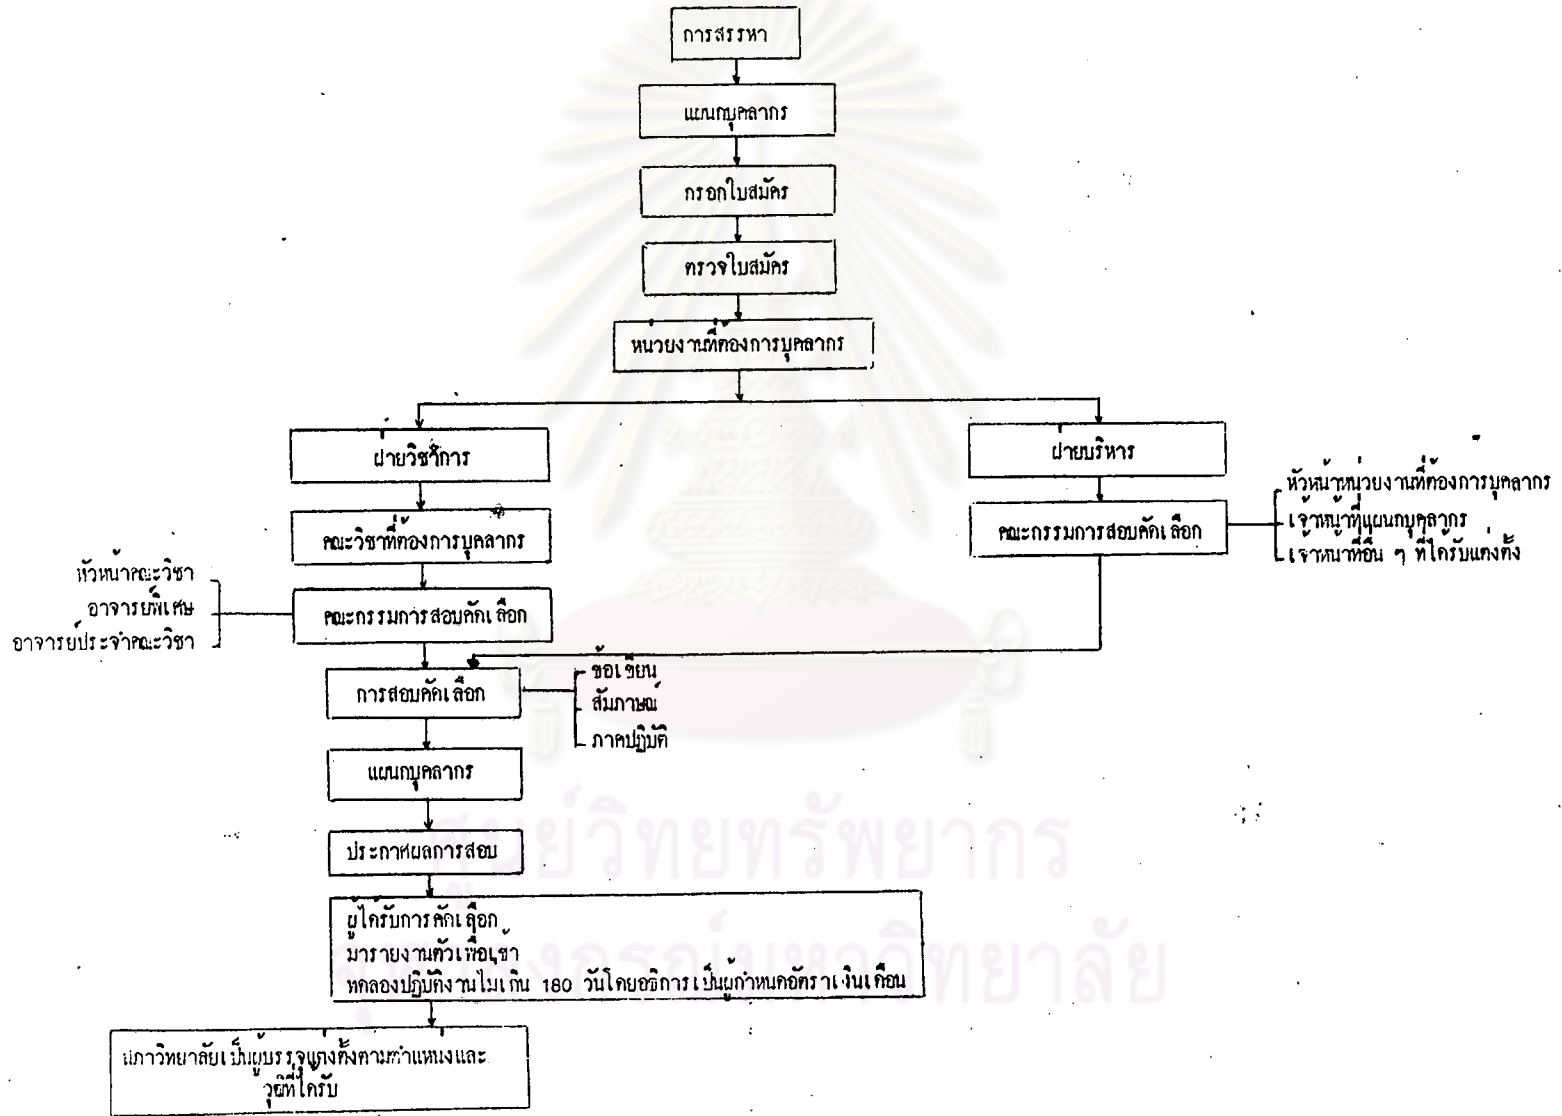 การสรรหา
แผนกบุคลากร
กรอกใบสมัคร
ตรวจใบสมัคร
หน่วยงานที่ต้องการบุคลากร
ฝ่ายวิชาการ
ฝ่ายบริหาร
คณะวิชาที่ต้องการบุคลากร
คณะกรรมการสอบคัดเลือก
หัวหน้าหน่วยงานที่ต้องการบุคลากร
เจ้าหน้าที่แผนกบุคลากร
เจ้าหน้าที่อื่น ๆ ที่ได้รับแต่งตั้ง
หัวหน้าคณะวิชา
อาจารย์พิเศษ
อาจารย์ประจำคณะวิชา
คณะกรรมการสอบคัดเลือก
การสอบคัดเลือก
ข้อเขียน
สัมภาษณ์
ภาคปฏิบัติ
แผนกบุคลากร
ประกาศผลการสอบ
ผู้ได้รับการคัดเลือก
มารายงานตัวเพื่อเข้า
ทดลองปฏิบัติงานไม่เกิน 180 วันโดยอธิการเป็นผู้กำหนดอัตราเงินเดือน
สภาวิทยาลัยเป็นผู้บรรจุแต่งตั้งตามตำแหน่งและ
วุฒิที่ได้รับ
ศูนย์วิทยทรัพยากร
จุฬาลงกรณ์มหาวิทยาลัย